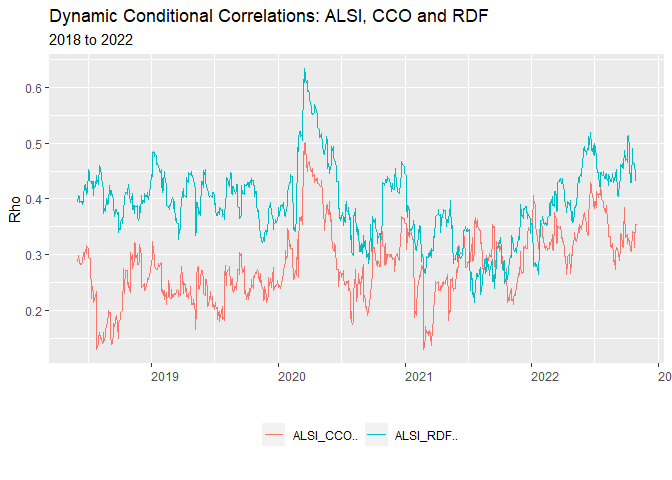 Dynamic Conditional Correlations: ALSI, CCO and RDF
2018 to 2022
0.6
0.5
0.4
0.3
0.2
Rho
2019 2020 2021 2022 20
ALSI_CCO.. ALSI_RDF..